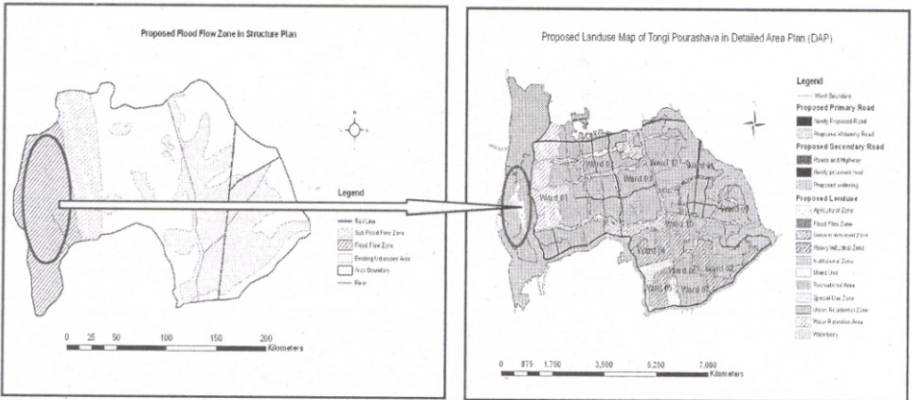 Proposed Flood Flow Zone in Structure Plan
Legend
Rail Line
Sub Flood Flow Zone
Flood Flow Zone
Existing Urbanized Area
Area Boundary
River
0 25 50 100 150 200
Kilometers
Proposed Landuse Map of Tongi Pourashava in Detailed Area Plan (DAP)
Legend
Ward Boundary
Proposed Primary Road
Newly Proposed Road
Proposed Widening Road
Proposed Secondary Road
Roads and Highway
Newly proposed road
Proposed widening
Proposed Landuse
Agricultural Zone
Flood Flow Zone
General Industrial Zone
Heavy Industrial Zone
Institutional Zone
Mixed Use
Recreational Area
Special Use Zone
Urban Residential Zone
Water Retention Area
Waterbody
Ward 01
Ward 03
0 875 1,750 3,500 5,250 7,000
Kilometers